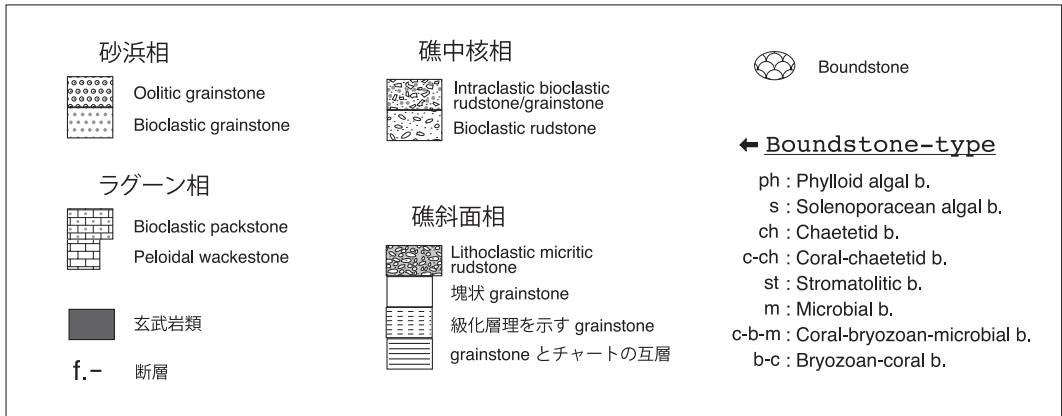 砂浜相
Oolitic grainstone
Bioclastic grainstone
ラグーン相
Bioclastic packstone
Peloidal wackestone
玄武岩類
f.- 断層
礁中核相
Intraclastic bioclastic
rudstone/grainstone
Bioclastic rudstone
礁斜面相
Lithoclastic micritic
rudstone
塊状 grainstone
級化層理を示す grainstone
grainstone とチャートの互層
Boundstone
← Boundstone-type
ph : Phylloid algal b.
s : Solenoporacean algal b.
ch : Chaetetid b.
c-ch : Coral-chaetetid b.
st : Stromatolitic b.
m : Microbial b.
c-b-m : Coral-bryozoan-microbial b.
b-c : Bryozoan-coral b.